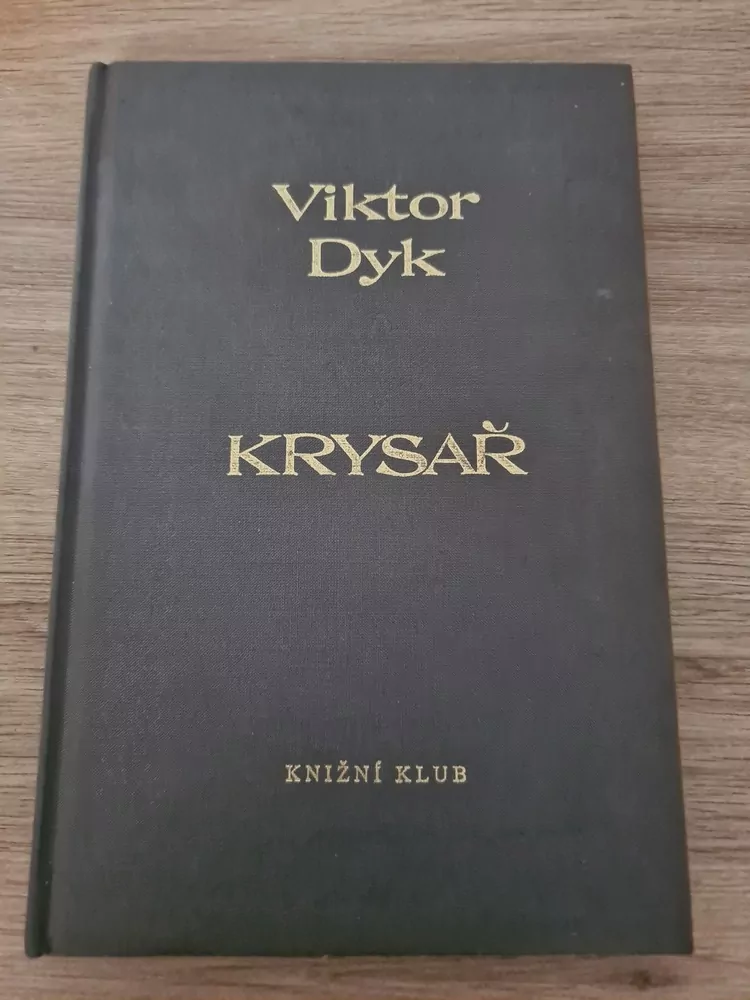 Viktor
Dyk
KRYSAŘ
KNIŽNÍ KLUB